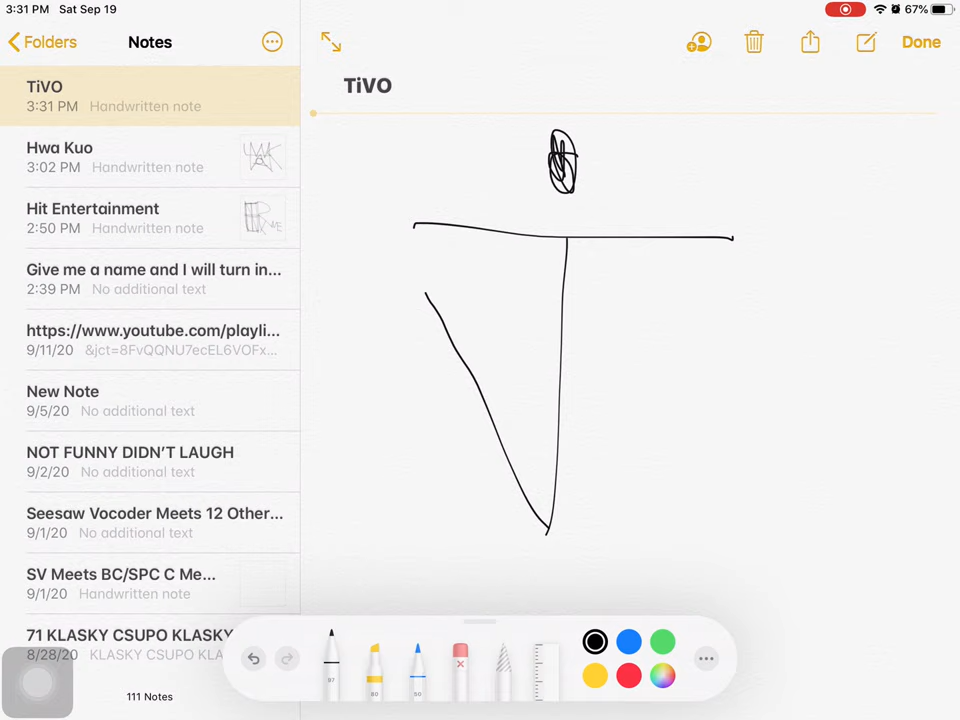 3:31 PM Sat Sep 19
67%
Folders
Notes
Done
TiVO
3:31 PM Handwritten note
Hwa Kuo
3:02 PM Handwritten note
Hit Entertainment
2:50 PM Handwritten note
Give me a name and I will turn in...
2:39 PM No additional text
https://www.youtube.com/playli...
9/11/20 &jct=8FvQQNU7ecEL6VOFx...
New Note
9/5/20 No additional text
NOT FUNNY DIDN'T LAUGH
9/2/20 No additional text
Seesaw Vocoder Meets 12 Other...
9/1/20 No additional text
SV Meets BC/SPC C Me...
9/1/20 Handwritten note
71 KLASKY CSUPO KLASKY
8/28/20 KLASKY CSUPO KLA
111 Notes
TiVO
97
80
50